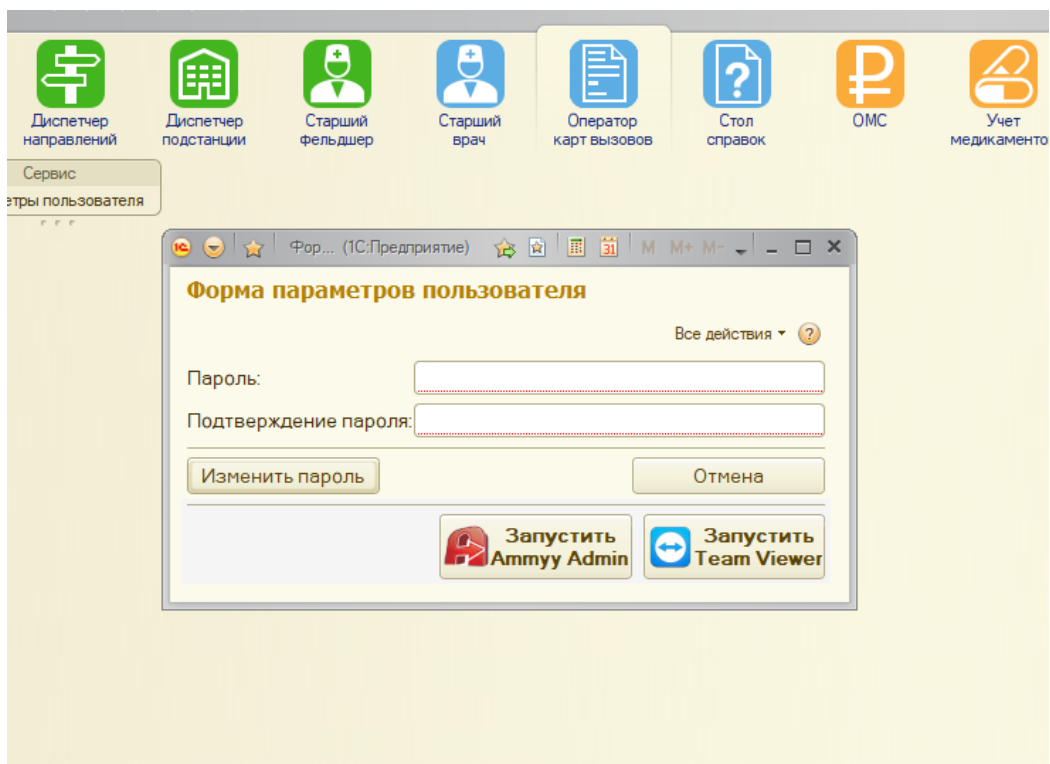 Диспетчер направлений
Диспетчер подстанции
Старший фельдшер
Старший врач
Оператор карт вызовов
Стол справок
ОМС
Учет медикаменто
Сервис
етры пользователя
Фор... (1С:Предприятие)
31
M M+ M-
Форма параметров пользователя
Все действия
?
Пароль:
Подтверждение пароля:
Изменить пароль
Отмена
Запустить
Ammyy Admin
Запустить
Team Viewer